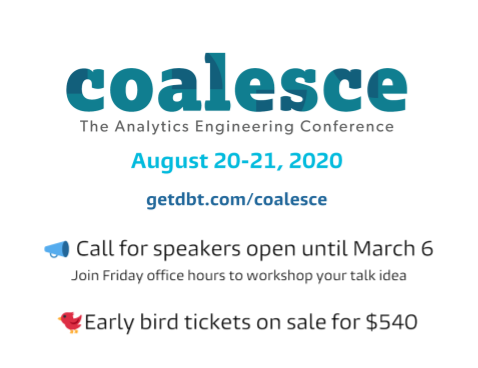 coalesce
The Analytics Engineering Conference
August 20-21, 2020
getdbt.com/coalesce
Call for speakers open until March 6
Join Friday office hours to workshop your talk idea
Early bird tickets on sale for $540